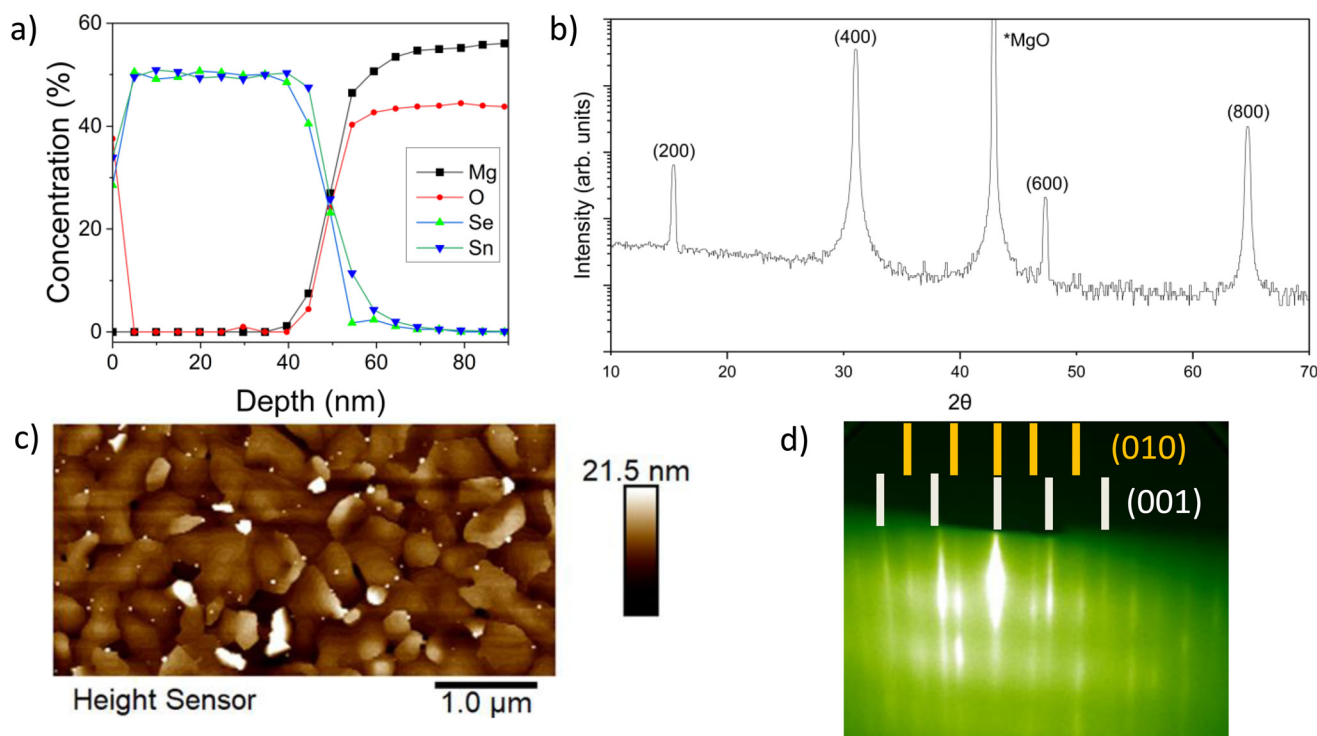 a)
60
40
20
0
Concentration (%)
Mg
O
Se
Sn
0 20 40 60 80
Depth (nm)
b)
(200)
(400)
*MgO
(600)
(800)
Intensity (arb. units)
10 20 30 40 50 60 70
2θ
c)
21.5 nm
Height Sensor
1.0 µm
d)
(010)
(001)